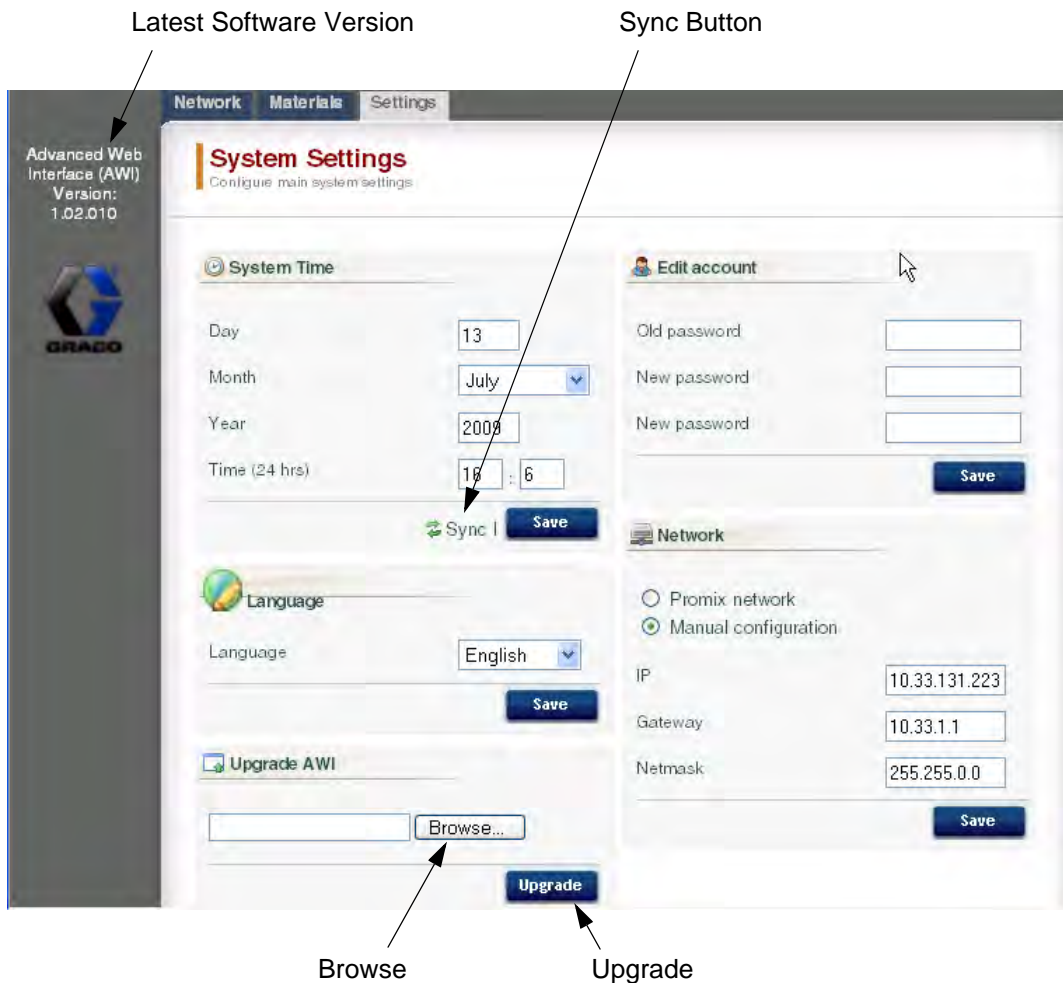 Latest Software Version
Sync Button
Network Materials Settings
Advanced Web
Interface (AWI)
Version:
1.02.010
GRACO
System Settings
Configure main system settings
System Time
Day 13
Month July
Year 2009
Time (24 hrs) 16 : 6
Sync | Save
Language
Language English
Save
Upgrade AWI
Browse...
Upgrade
Edit account
Old password
New password
New password
Save
Network
Promix network
Manual configuration
IP 10.33.131.223
Gateway 10.33.1.1
Netmask 255.255.0.0
Save
Browse
Upgrade